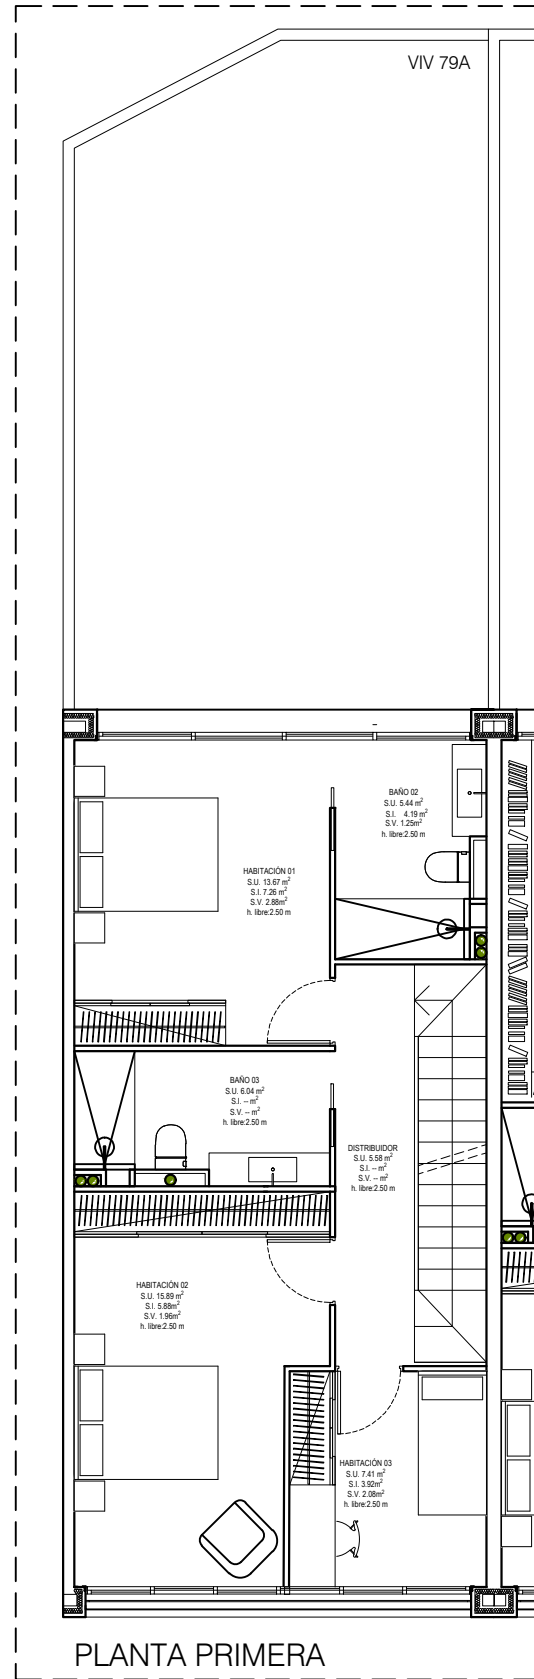 VIV 79A
BAÑO 02
S.U. 5.44 m²
S.I. 4.19 m²
S.V. 1.25m²
h. libre:2.50 m
HABITACIÓN 01
S.U. 13.67 m²
S.I. 7.26 m²
S.V. 2.88m²
h. libre:2.50 m
BAÑO 03
S.U. 6.04 m²
S.I. -- m²
S.V. -- m²
h. libre:2.50 m
DISTRIBUIDOR
S.U. 5.58 m²
S.I. -- m²
S.V. -- m²
h. libre:2.50 m
HABITACIÓN 02
S.U. 15.89 m²
S.I. 5.88m²
S.V. 1.96m²
h. libre:2.50 m
HABITACIÓN 03
S.U. 7.41 m²
S.I. 3.92m²
S.V. 2.08m²
h. libre:2.50 m
PLANTA PRIMERA